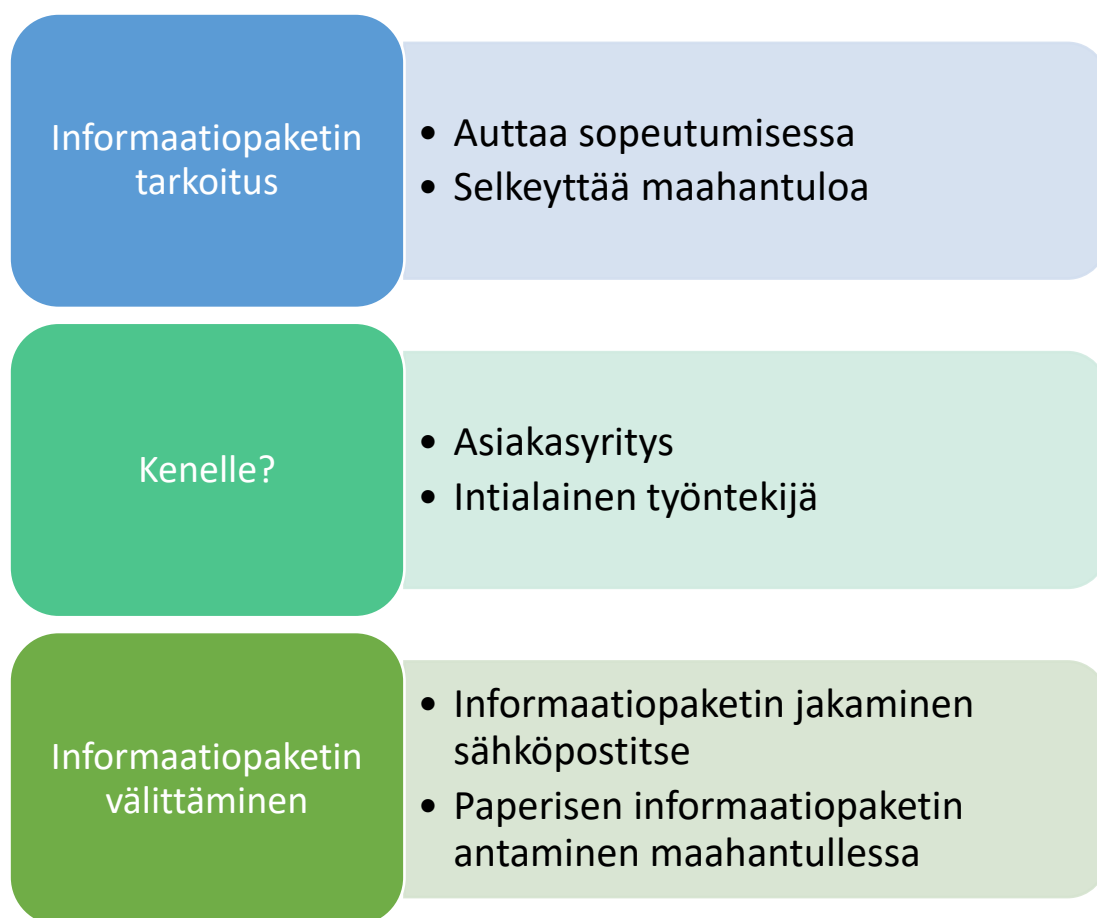 Informaatiopaketin
tarkoitus
• Auttaa sopeutumisessa
• Selkeyttää maahantuloa
Kenelle?
• Asiakasyritys
• Intialainen työntekijä
Informaatiopaketin
välittäminen
• Informaatiopaketin jakaminen
sähköpostitse
• Paperisen informaatiopaketin
antaminen maahantullessa